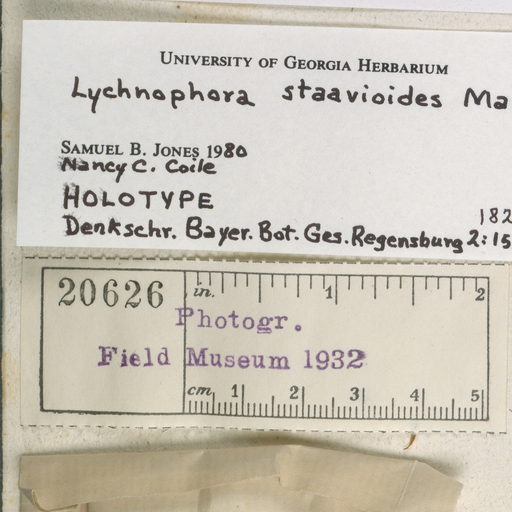 UNIVERSITY OF GEORGIA HERBARIUM
Lychnophora staavioides Ma
SAMUEL B. JONES 1980
Nancy C. Coile
HOLOTYPE
182
Denkschr. Bayer. Bot. Ges. Regensburg 2:15
20626
in. 1 2
Photogr.
Field Museum 1932
cm 1 2 3 4 5